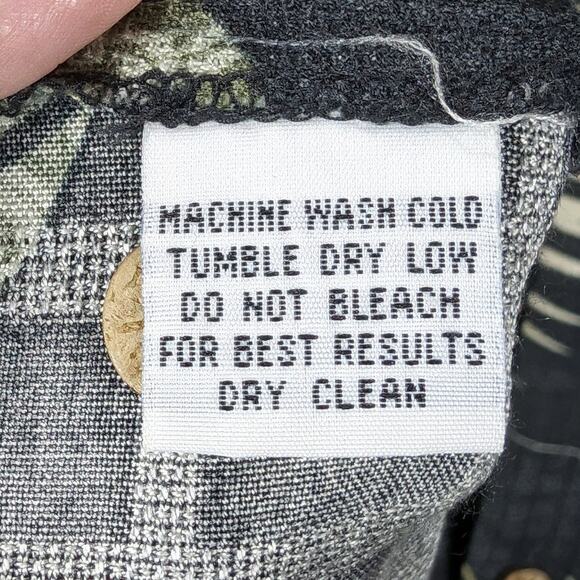 MACHINE WASH COLD
TUMBLE DRY LOW
DO NOT BLEACH
FOR BEST RESULTS
DRY CLEAN